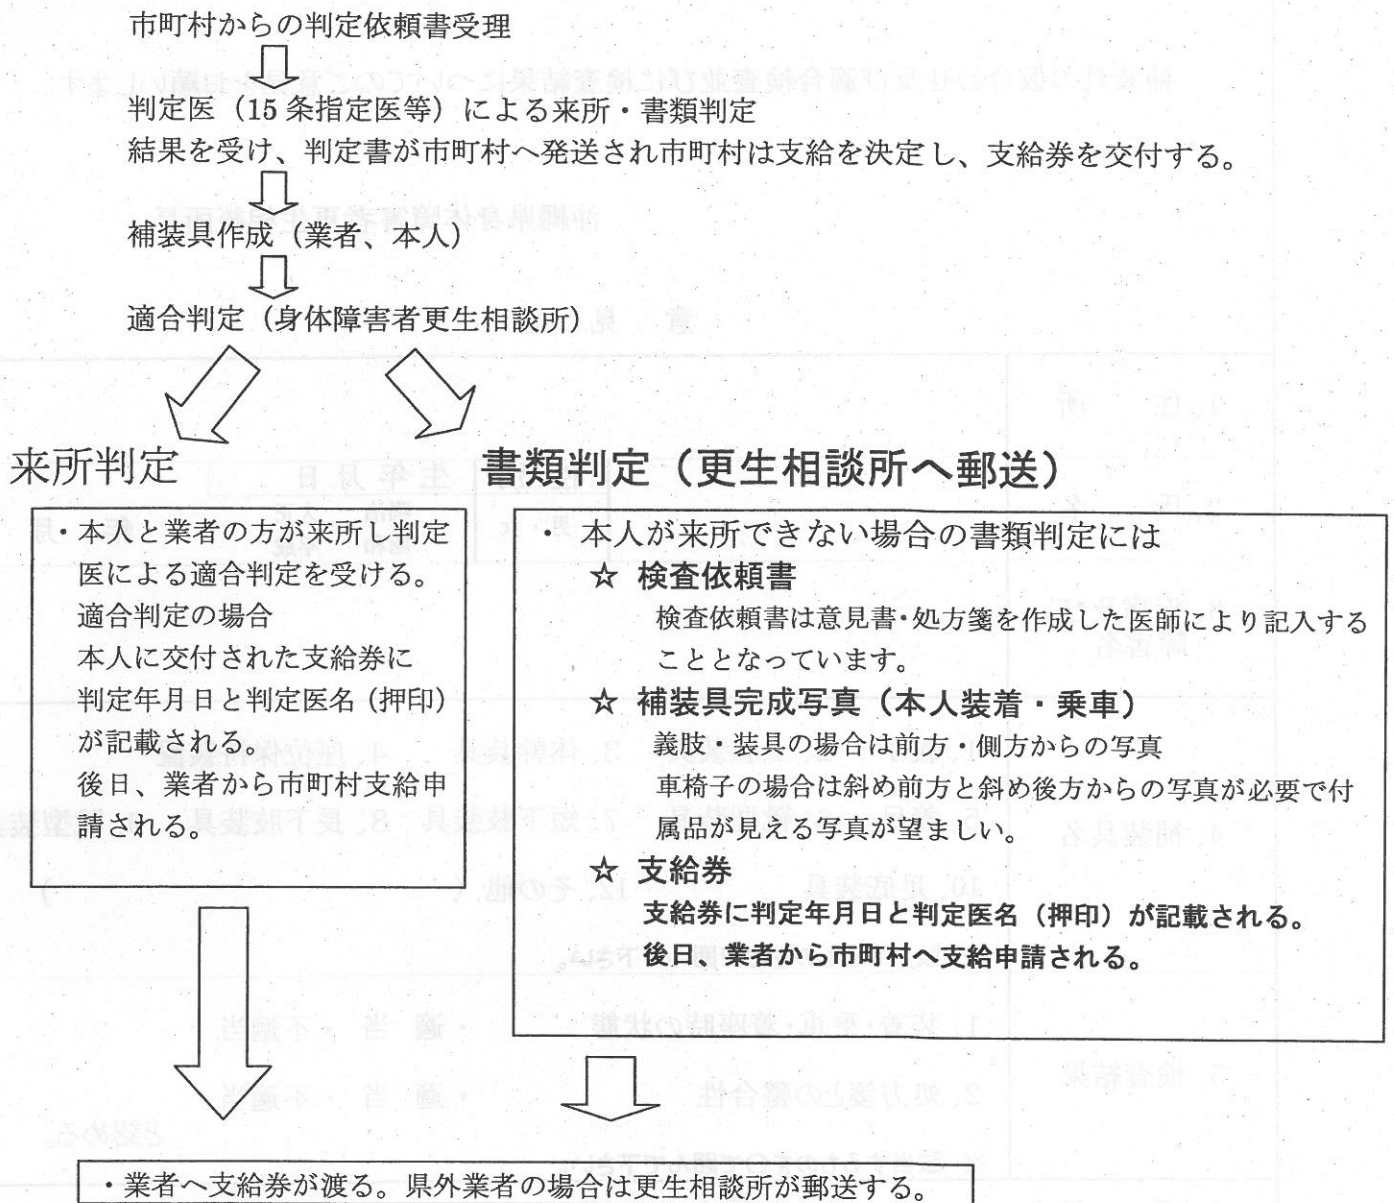 市町村からの判定依頼書受理
判定医（15条指定医等）による来所・書類判定
結果を受け、判定書が市町村へ発送され市町村は支給を決定し、支給券を交付する。
補装具作成（業者、本人）
適合判定（身体障害者更生相談所）
来所判定
・本人と業者の方が来所し判定
医による適合判定を受ける。
適合判定の場合
本人に交付された支給券に
判定年月日と判定医名（押印）
が記載される。
後日、業者から市町村支給申
請される。
書類判定（更生相談所へ郵送）
・ 本人が来所できない場合の書類判定には
☆ 検査依頼書
検査依頼書は意見書・処方箋を作成した医師により記入する
こととなっています。
☆ 補装具完成写真（本人装着・乗車）
義肢・装具の場合は前方・側方からの写真
車椅子の場合は斜め前方と斜め後方からの写真が必要で付
属品が見える写真が望ましい。
☆ 支給券
支給券に判定年月日と判定医名（押印）が記載される。
後日、業者から市町村へ支給申請される。
・業者へ支給券が渡る。県外業者の場合は更生相談所が郵送する。